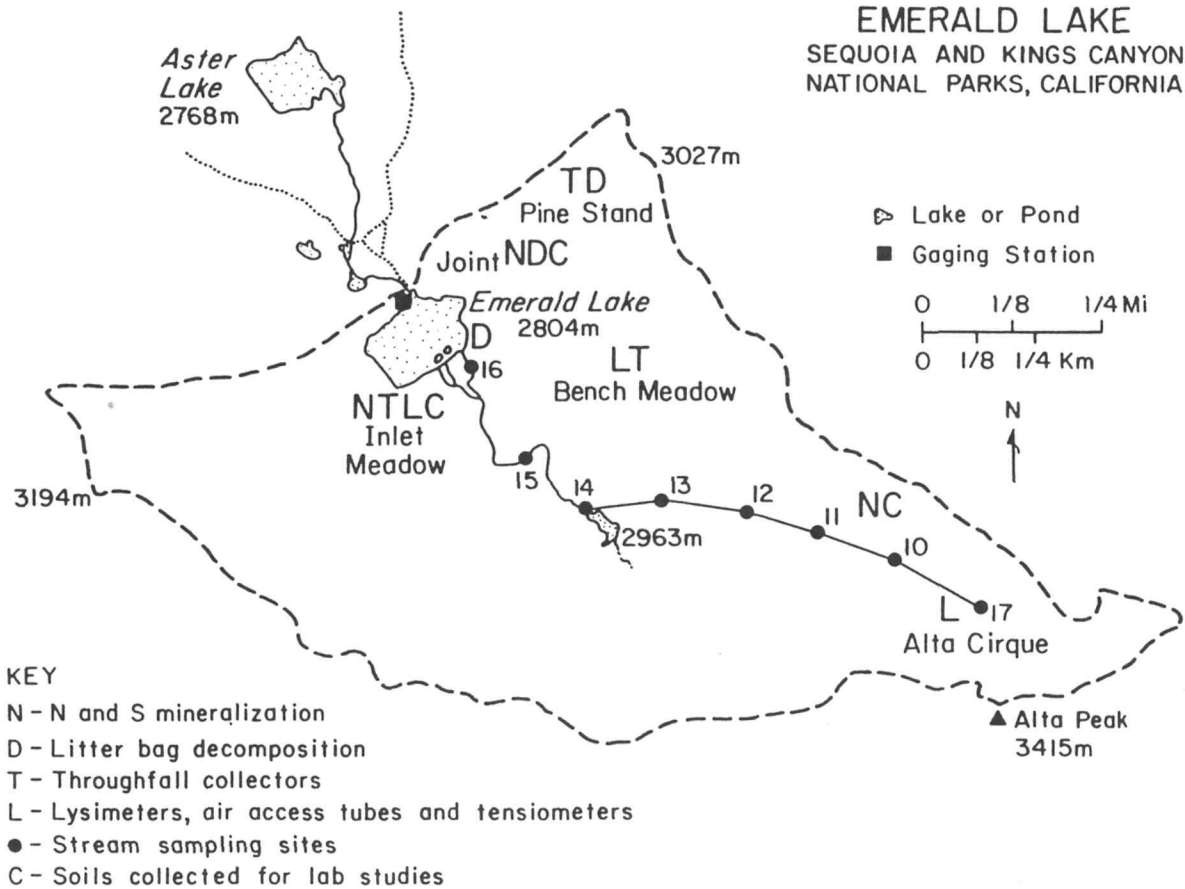 EMERALD LAKE
SEQUOIA AND KINGS CANYON
NATIONAL PARKS, CALIFORNIA
Aster
Lake
2768m
3027m
TD
Pine Stand
Lake or Pond
Gaging Station
Joint NDC
0 1/8 1/4 Mi
0 1/8 1/4 Km
Emerald Lake
2804m
D
16
LT
Bench Meadow
NTLC
Inlet
Meadow
N
15
3194m
14
13
12
11
NC
10
2963m
17
L
Alta Cirque
Alta Peak
3415m
KEY
N - N and S mineralization
D - Litter bag decomposition
T - Throughfall collectors
L - Lysimeters, air access tubes and tensiometers
● - Stream sampling sites
C - Soils collected for lab studies